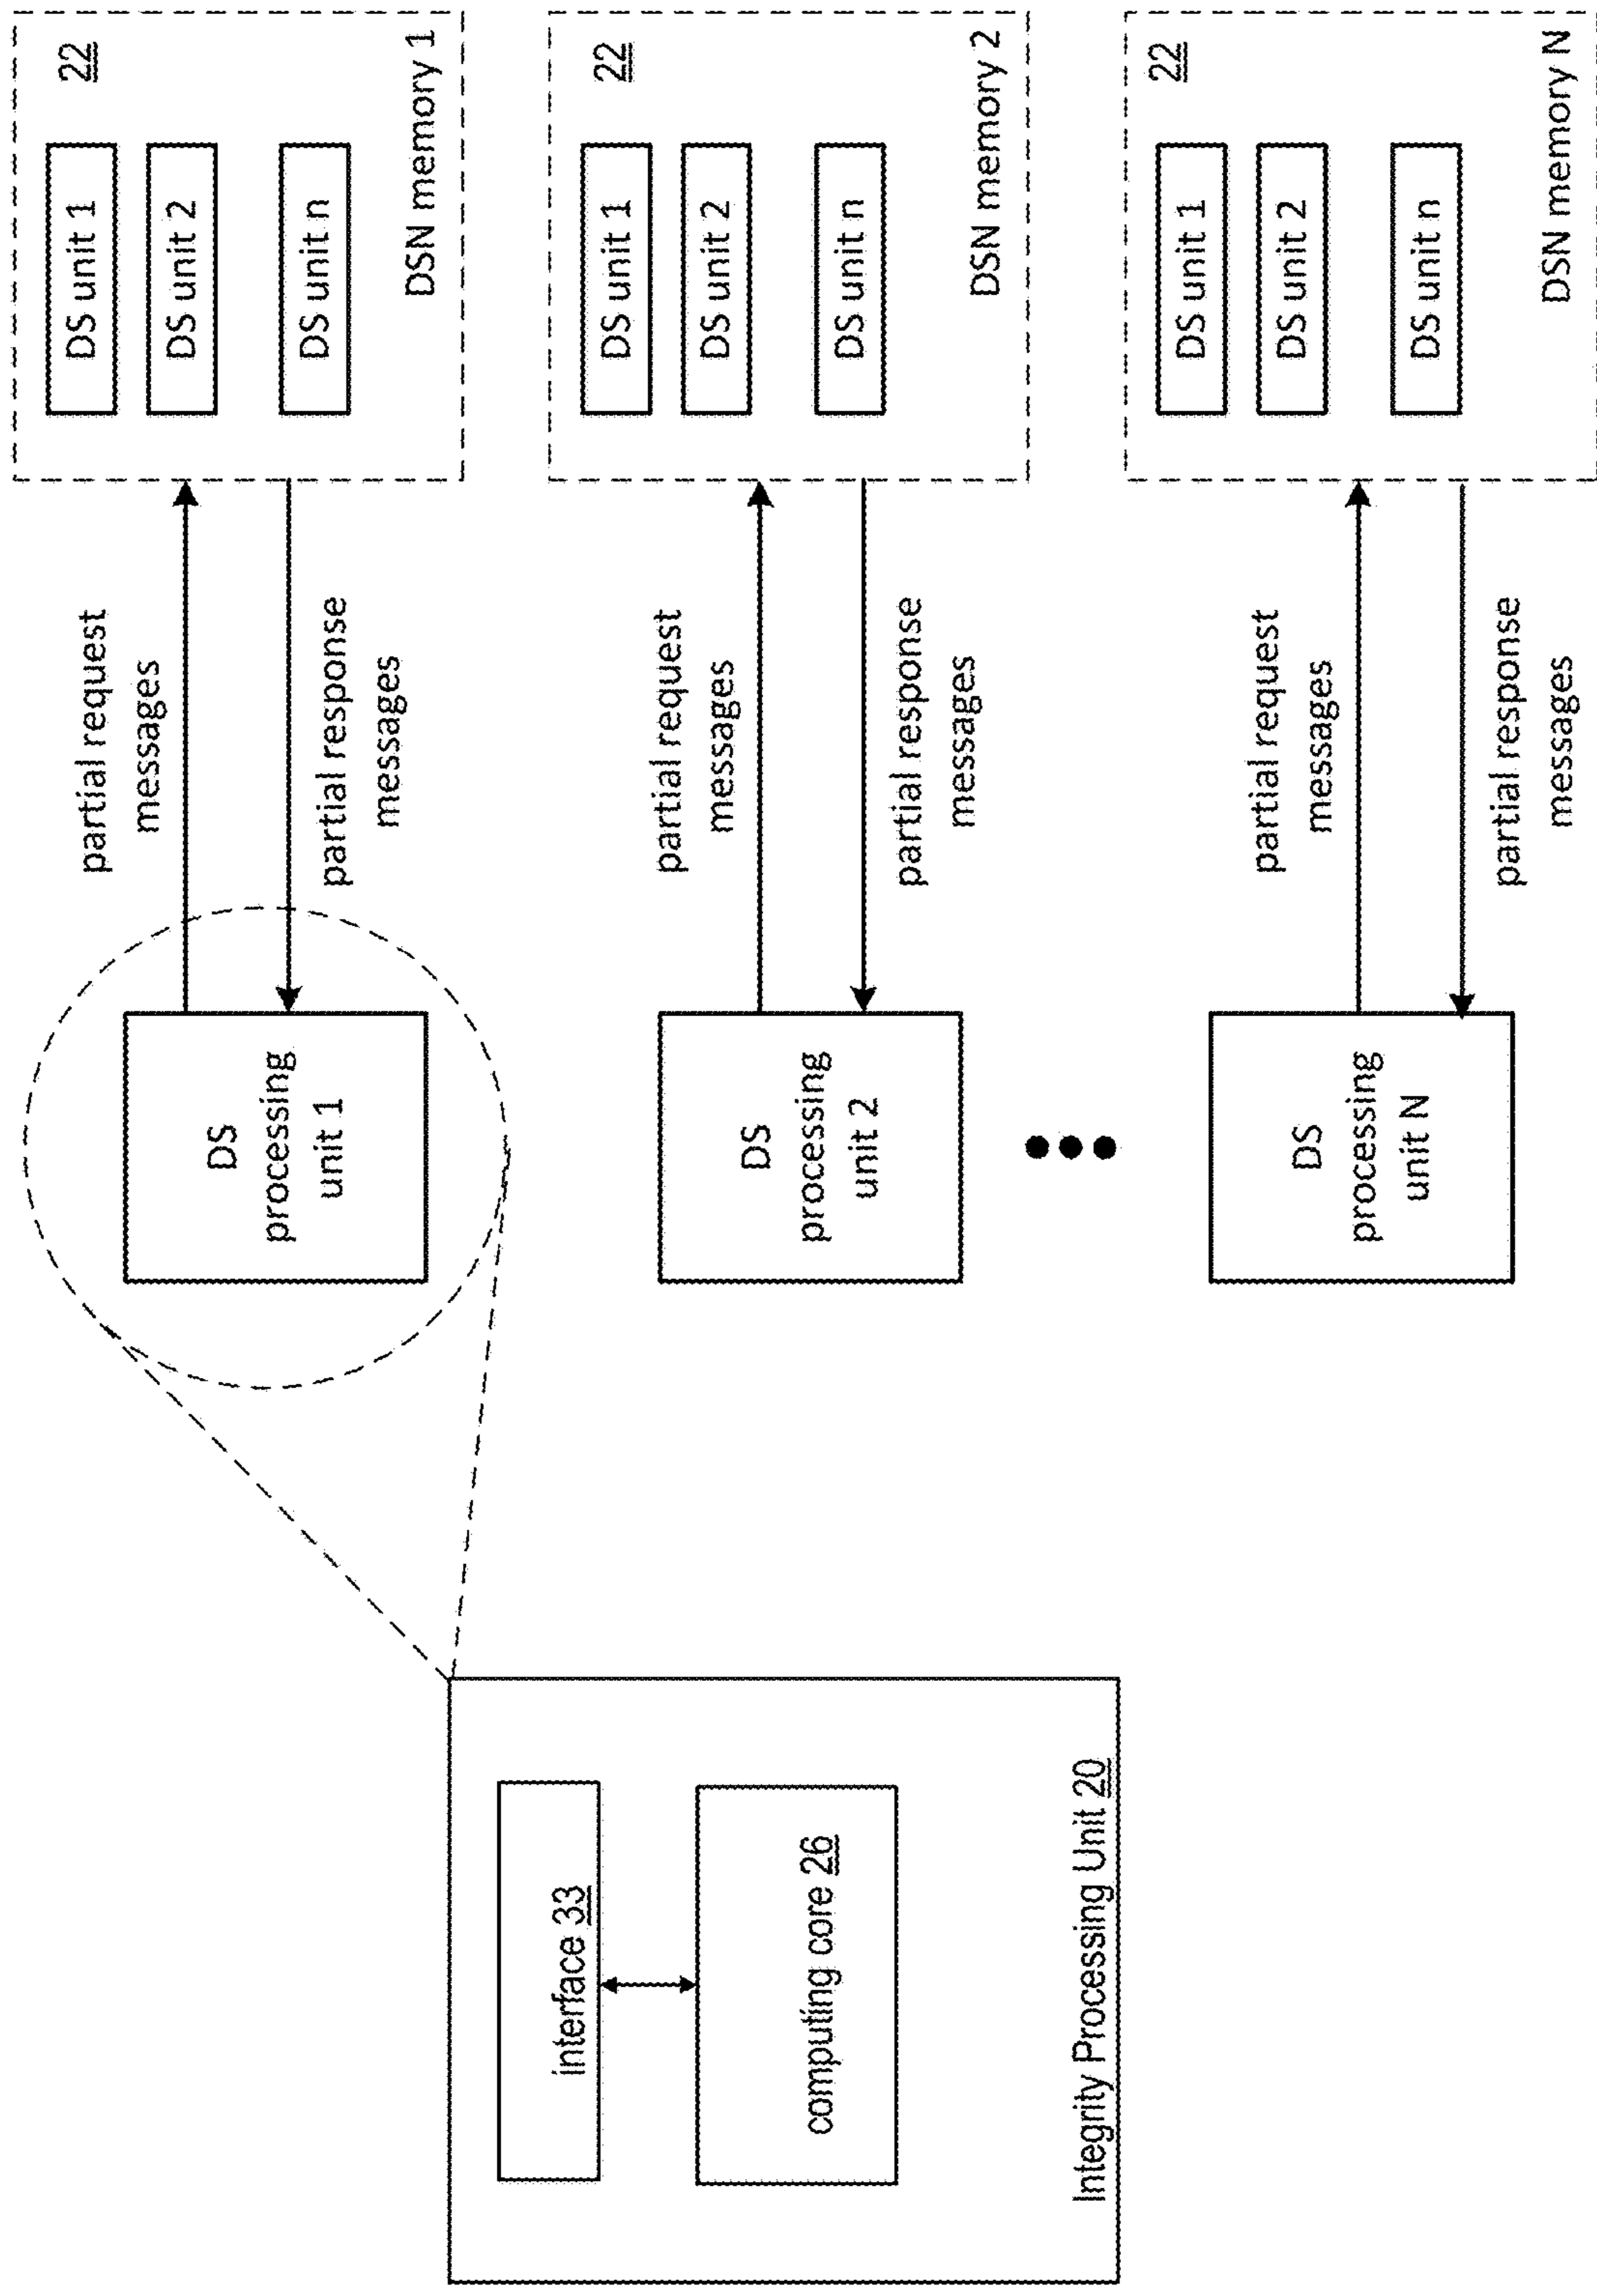 22
DS unit 1
DS unit 2
DS unit n
DSN memory 1
partial request
messages
partial response
messages
DS
processing
unit 1
22
DS unit 1
DS unit 2
DS unit n
DSN memory 2
partial request
messages
partial response
messages
DS
processing
unit 2
22
DS unit 1
DS unit 2
DS unit n
DSN memory N
partial request
messages
partial response
messages
DS
processing
unit N
interface 33
computing core 26
Integrity Processing Unit 20